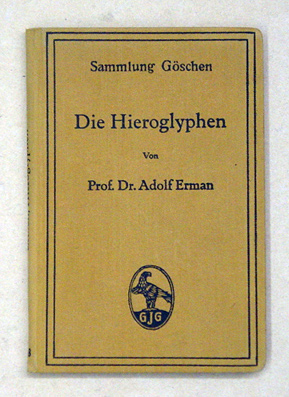 Sammlung Göschen
Die Hieroglyphen
Von
Prof. Dr. Adolf Erman
GJG